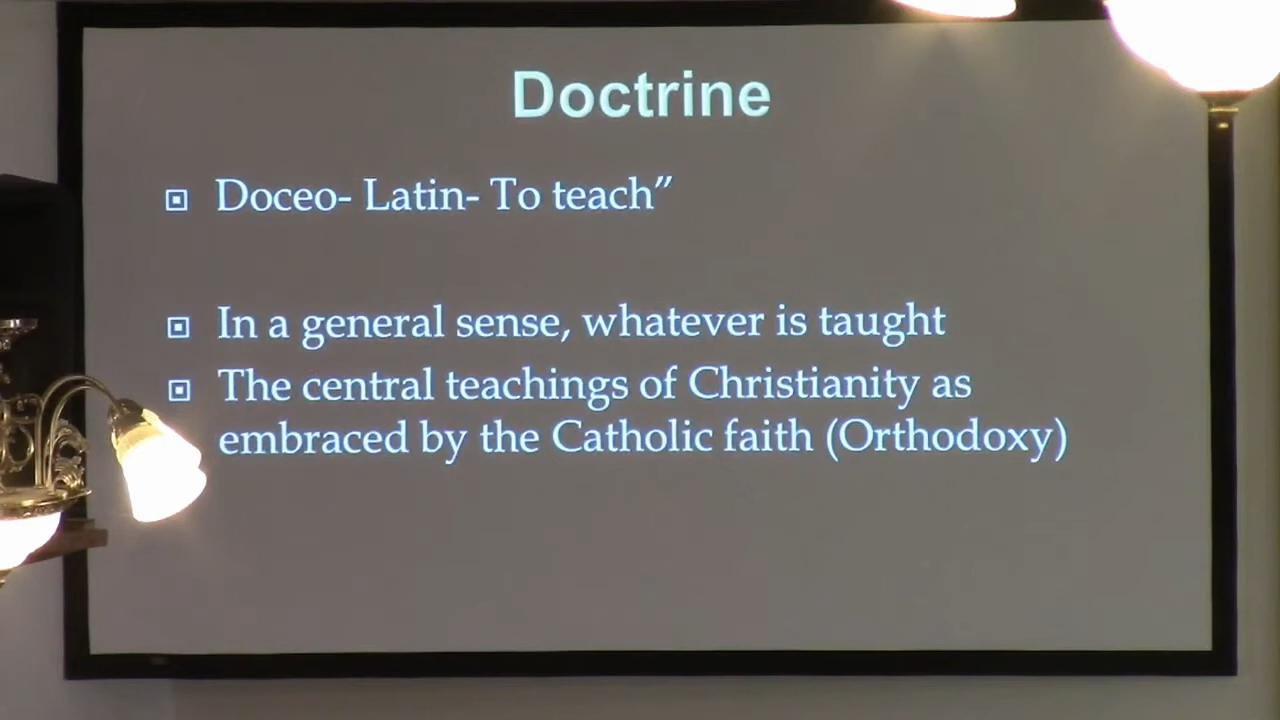 Doctrine
Doceo- Latin- To teach”
In a general sense, whatever is taught
The central teachings of Christianity as
embraced by the Catholic faith (Orthodoxy)